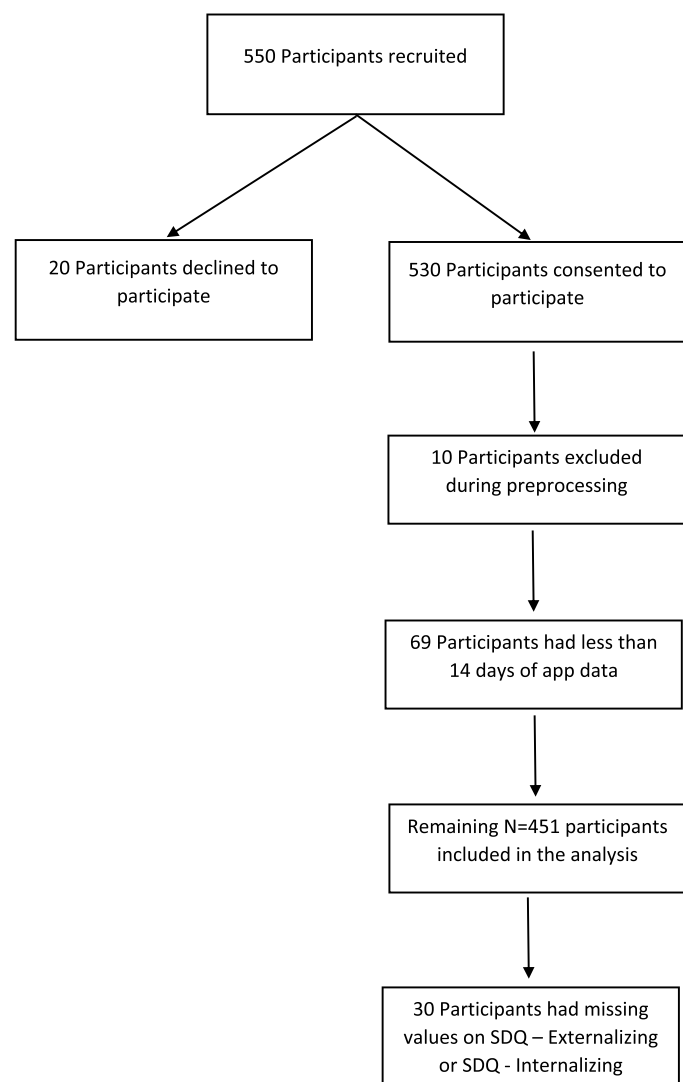 550 Participants recruited
20 Participants declined to
participate
530 Participants consented to
participate
10 Participants excluded
during preprocessing
69 Participants had less than
14 days of app data
Remaining N=451 participants
included in the analysis
30 Participants had missing
values on SDQ – Externalizing
or SDQ - Internalizing